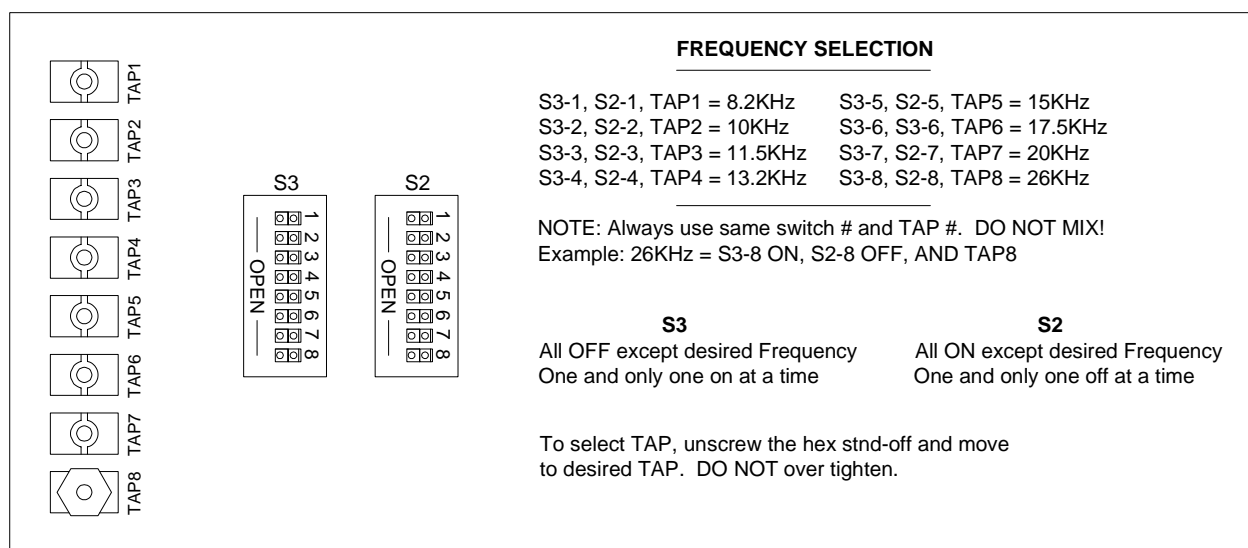 TAP1
TAP2
TAP3
TAP4
TAP5
TAP6
TAP7
TAP8
S3
OPEN
1
2
3
4
5
6
7
8
S2
OPEN
1
2
3
4
5
6
7
8
FREQUENCY SELECTION
S3-1, S2-1, TAP1 = 8.2KHz
S3-2, S2-2, TAP2 = 10KHz
S3-3, S2-3, TAP3 = 11.5KHz
S3-4, S2-4, TAP4 = 13.2KHz
S3-5, S2-5, TAP5 = 15KHz
S3-6, S3-6, TAP6 = 17.5KHz
S3-7, S2-7, TAP7 = 20KHz
S3-8, S2-8, TAP8 = 26KHz
NOTE: Always use same switch # and TAP #. DO NOT MIX!
Example: 26KHz = S3-8 ON, S2-8 OFF, AND TAP8
S3
All OFF except desired Frequency
One and only one on at a time
S2
All ON except desired Frequency
One and only one off at a time
To select TAP, unscrew the hex stnd-off and move
to desired TAP. DO NOT over tighten.